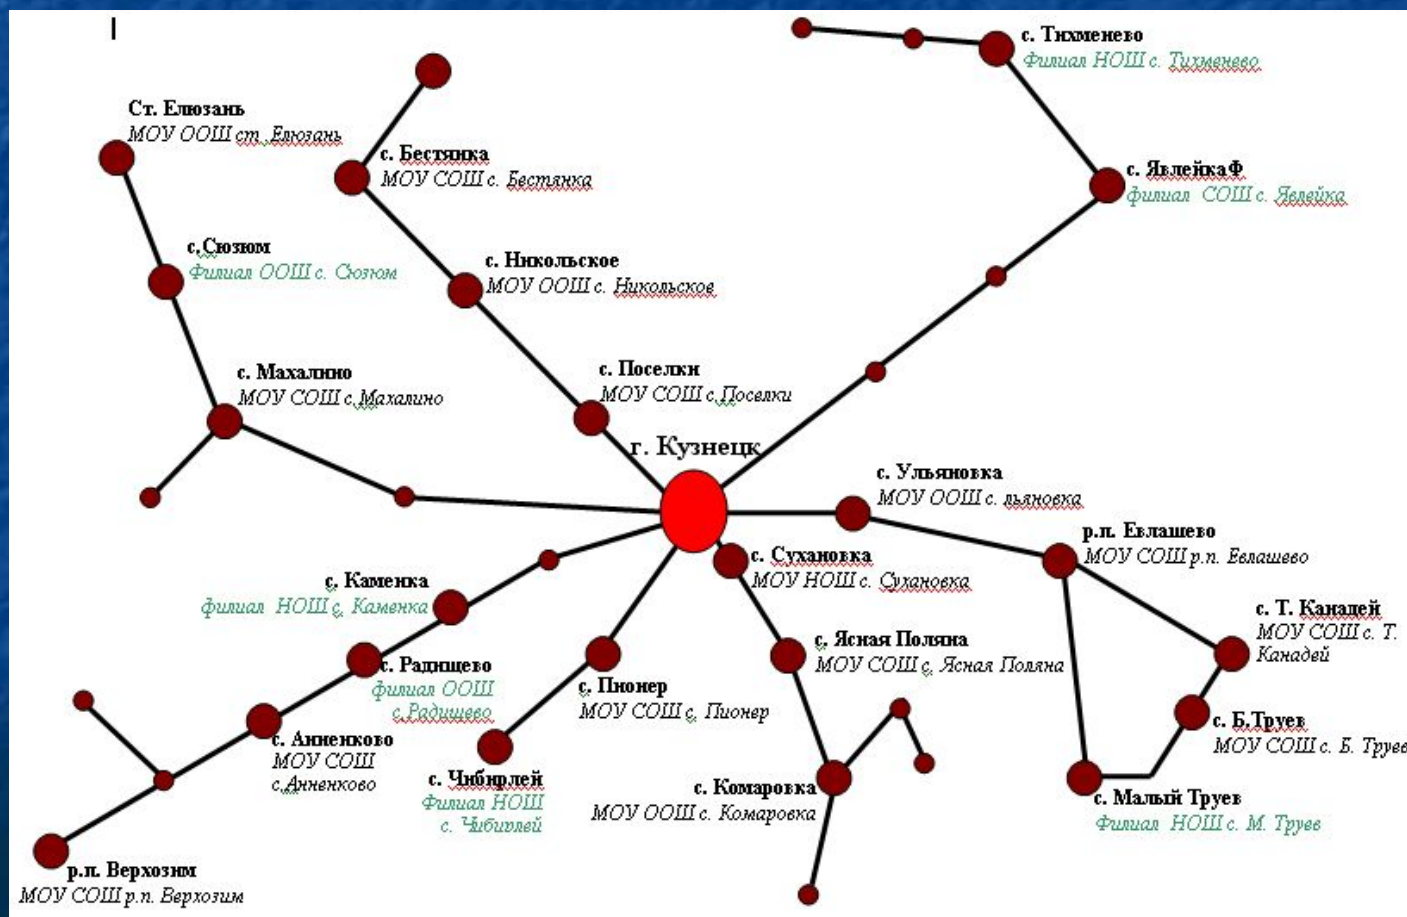 с. Тихменево
Филиал НОШ с. Тихменево
Ст. Елюзань
МОУ ООШ ст. Елюзань
с. Бестянка
МОУ СОШ с. Бестянка
с. ЯвлейкаФ
филиал СОШ с. Явлейка
с.Сюзюм
Филиал ООШ с. Сюзюм
с. Никольское
МОУ ООШ с. Никольское
с. Махалино
МОУ СОШ с.Махалино
с. Поселки
МОУ СОШ с.Поселки
г. Кузнецк
с. Ульяновка
МОУ ООШ с. льяновка
р.п. Евлашево
МОУ СОШ р.п. Евлашево
с. Сухановка
МОУ НОШ с. Сухановка
с. Каменка
филиал НОШ с. Каменка
с. Т. Канадей
МОУ СОШ с. Т.
Канадей
с. Ясная Поляна
МОУ СОШ с. Ясная Поляна
с. Радищево
филиал ООШ
с.Радищево
с. Пионер
МОУ СОШ с. Пионер
с. Б.Труев
МОУ СОШ с. Б. Труев
с. Анненково
МОУ СОШ
с.Анненково
с. Чибирлей
Филиал НОШ
с. Чибирлей
с. Комаровка
МОУ ООШ с. Комаровка
с. Малый Труев
Филиал НОШ с. М. Труев
р.п. Верхозим
МОУ СОШ р.п. Верхозим